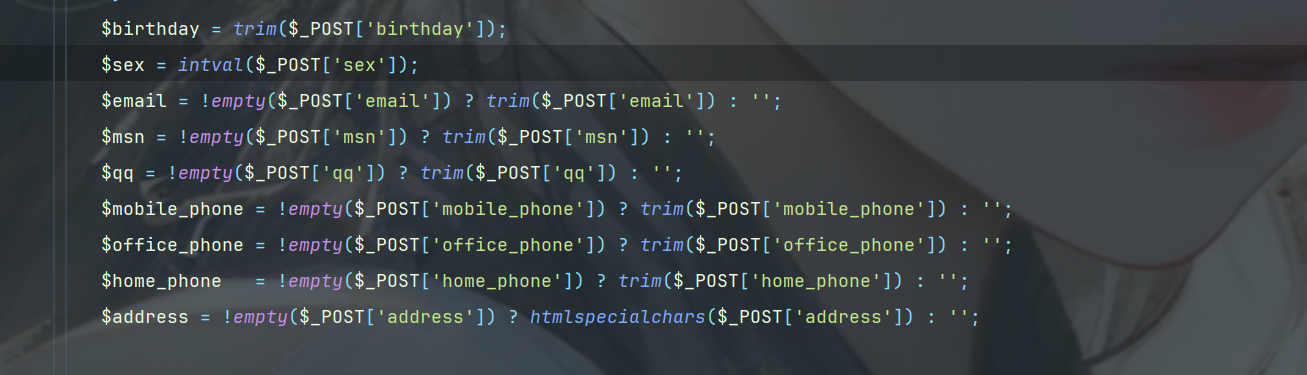 $birthday = trim($_POST['birthday']);
$sex = intval($_POST['sex']);
$email = !empty($_POST['email']) ? trim($_POST['email']) : '';
$msn = !empty($_POST['msn']) ? trim($_POST['msn']) : '';
$qq = !empty($_POST['qq']) ? trim($_POST['qq']) : '';
$mobile_phone = !empty($_POST['mobile_phone']) ? trim($_POST['mobile_phone']) : '';
$office_phone = !empty($_POST['office_phone']) ? trim($_POST['office_phone']) : '';
$home_phone   = !empty($_POST['home_phone']) ? trim($_POST['home_phone']) : '';
$address = !empty($_POST['address']) ? htmlspecialchars($_POST['address']) : '';